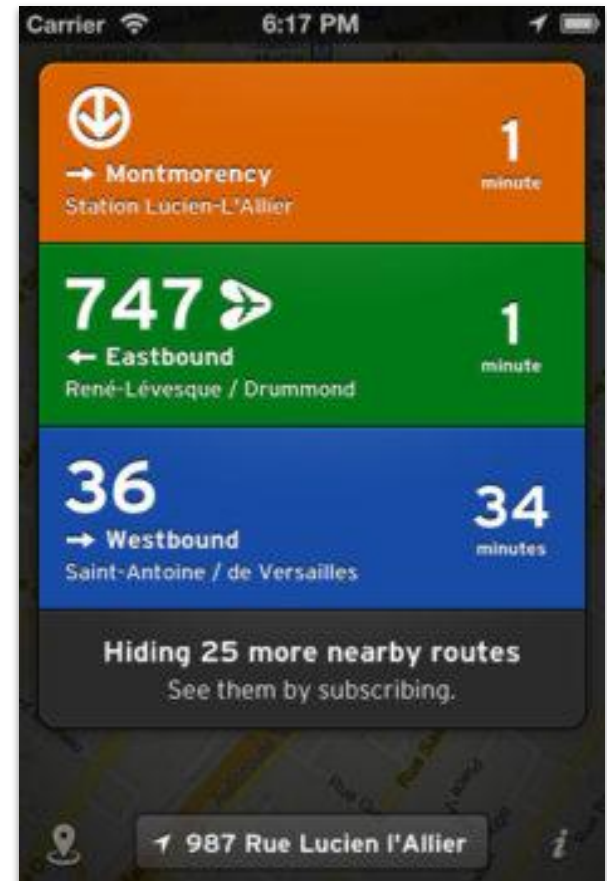 Carrier 6:17 PM
→ Montmorency
Station Lucien-L'Allier
1
minute
747
← Eastbound
René-Lévesque / Drummond
1
minute
36
→ Westbound
Saint-Antoine / de Versailles
34
minutes
Hiding 25 more nearby routes
See them by subscribing.
987 Rue Lucien l'Allier
i